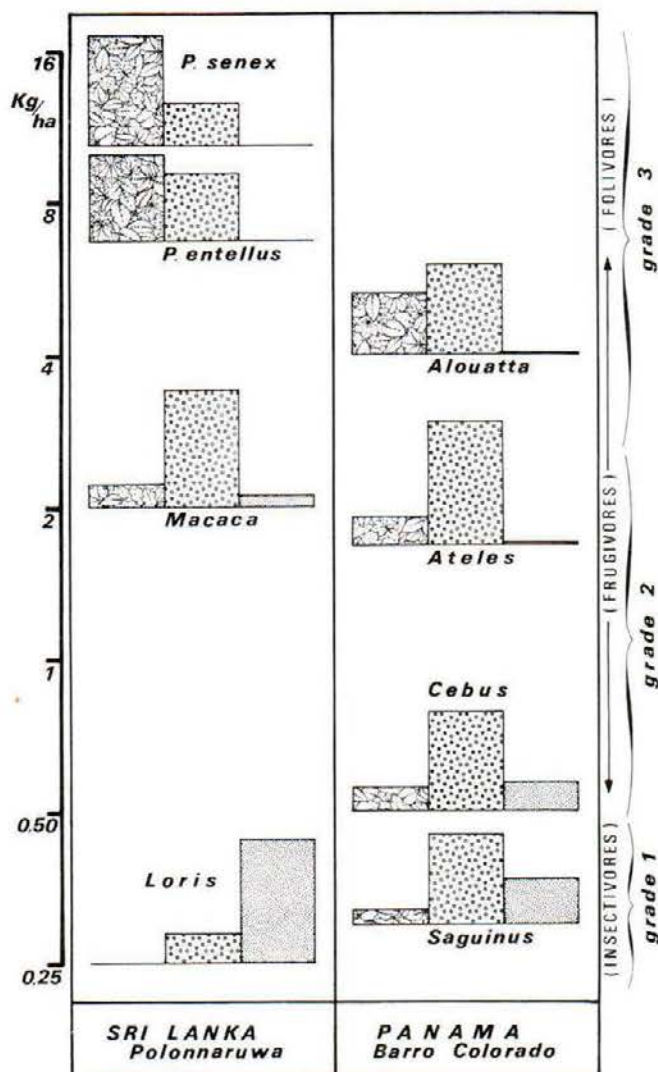 16
Kg/
ha
8
4
2
1
0.50
0.25
P. senex
P. entellus
Macaca
Loris
Alouatta
Ateles
Cebus
Saguinus
(FOLIVORES)
(FRUGIVORES)
(INSECTIVORES)
grade 3
grade 2
grade 1
SRI LANKA
Polonnaruwa
PANAMA
Barro Colorado